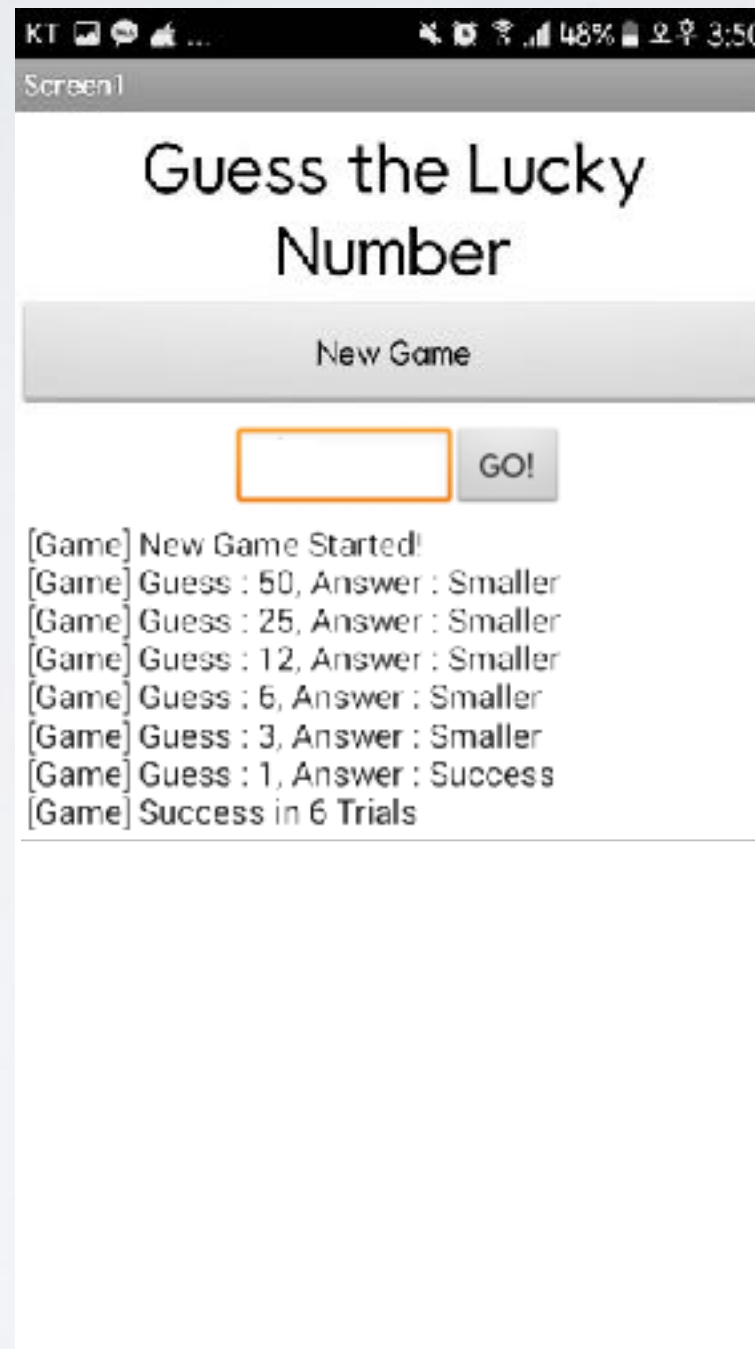 KT ... 48% 오후 3:50
Screen1
Guess the Lucky
Number
New Game
GO!
[Game] New Game Started!
[Game] Guess : 50, Answer : Smaller
[Game] Guess : 25, Answer : Smaller
[Game] Guess : 12, Answer : Smaller
[Game] Guess : 6, Answer : Smaller
[Game] Guess : 3, Answer : Smaller
[Game] Guess : 1, Answer : Success
[Game] Success in 6 Trials